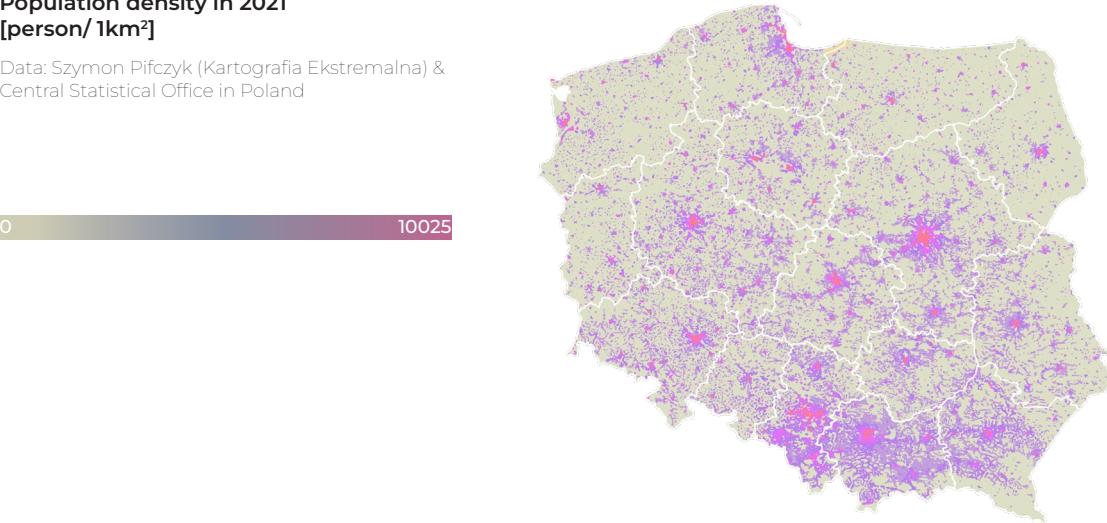 Population density in 2021
[person/ 1km²]
Data: Szymon Pifczyk (Kartografia Ekstremalna) &
Central Statistical Office in Poland
0
10025